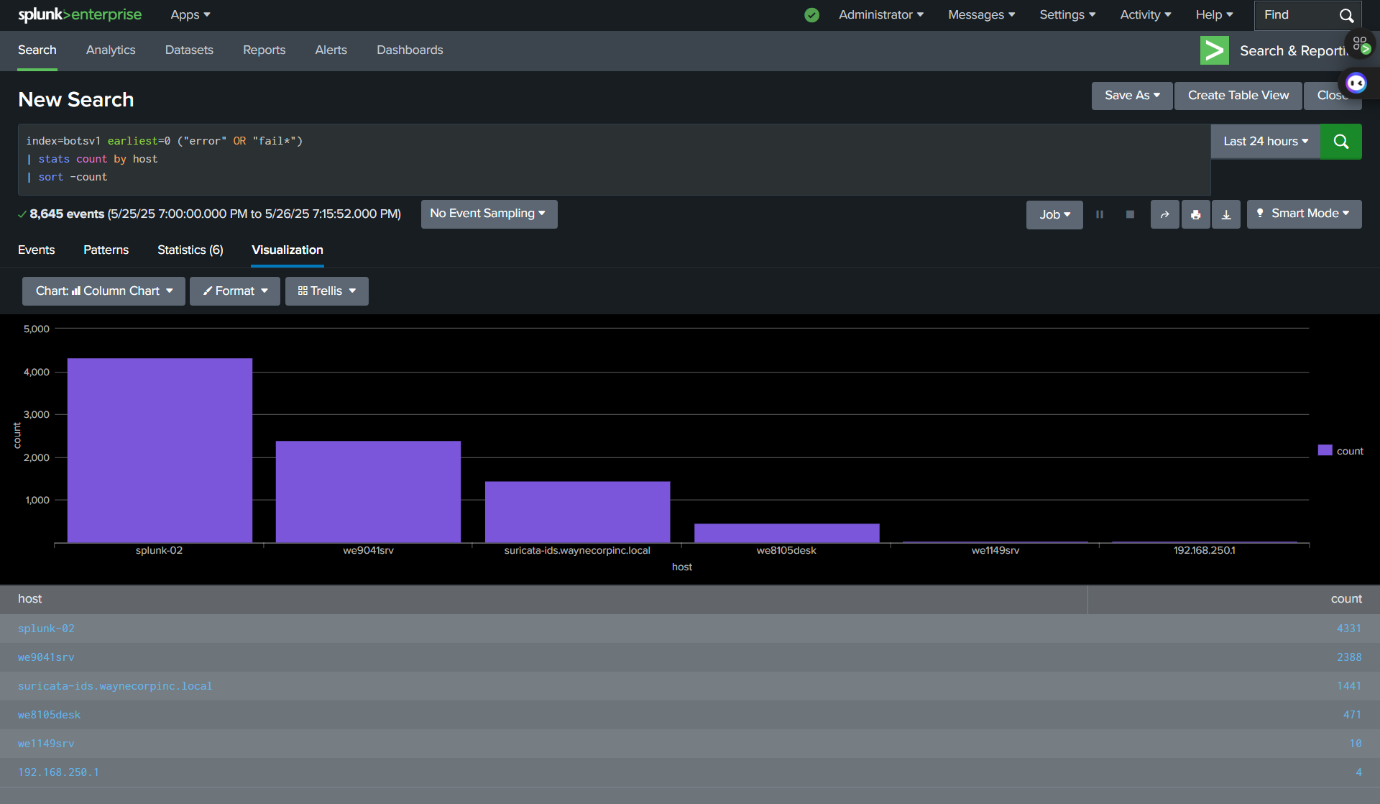 splunk>enterprise Apps Administrator Messages Settings Activity Help Find
Search Analytics Datasets Reports Alerts Dashboards Search & Reporti
New Search Save As Create Table View Close
index=botsv1 earliest=0 ("error" OR "fail*")
| stats count by host
| sort -count
Last 24 hours
8,645 events (5/25/25 7:00:00.000 PM to 5/26/25 7:15:52.000 PM) No Event Sampling Job Smart Mode
Events Patterns Statistics (6) Visualization
Chart: Column Chart Format Trellis
5,000
4,000
3,000
2,000
1,000
count
count
splunk-02 we9041srv suricata-ids.waynecorpinc.local we8105desk we1149srv 192.168.250.1
host
host count
splunk-02 4331
we9041srv 2388
suricata-ids.waynecorpinc.local 1441
we8105desk 471
we1149srv 10
192.168.250.1 4